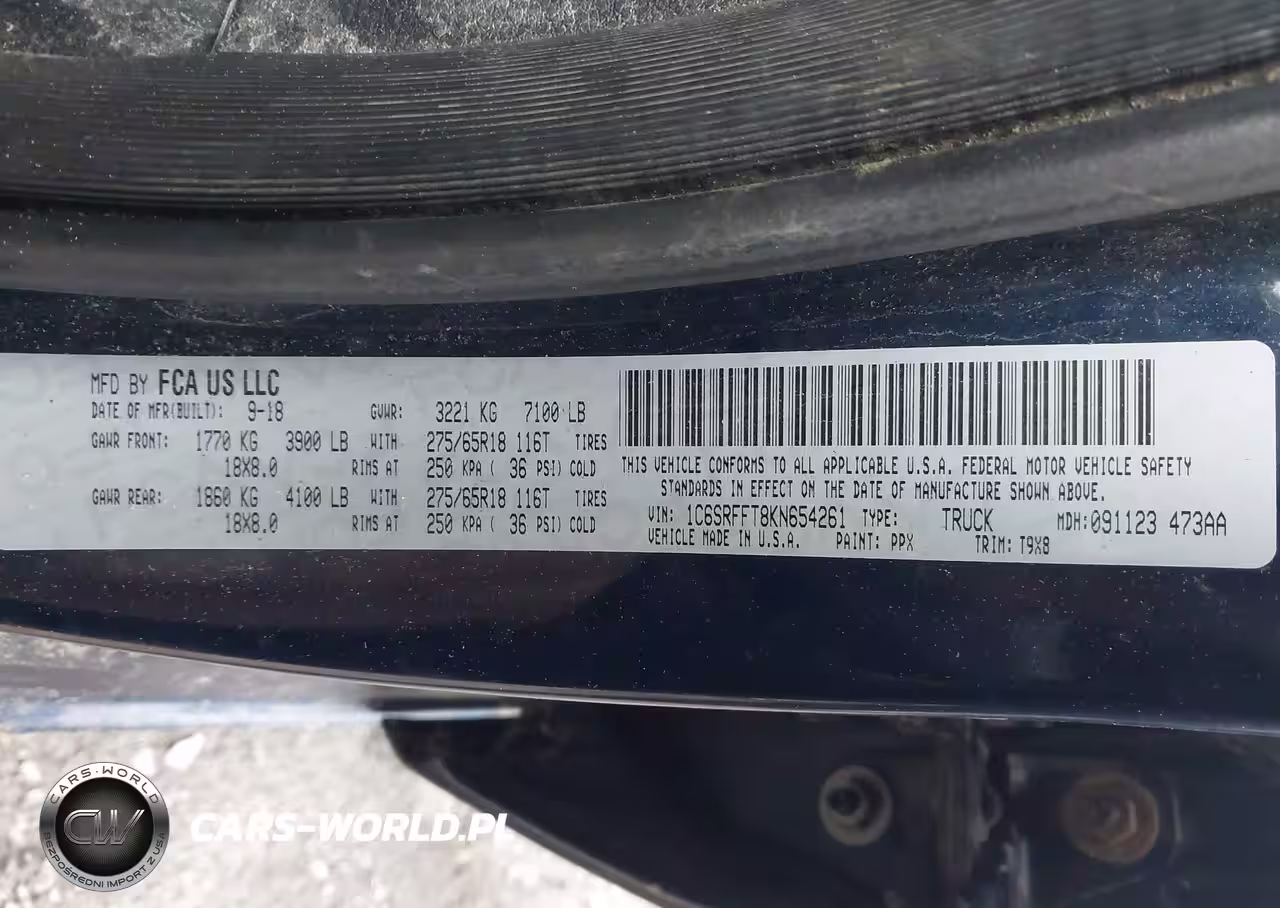 MFD BY FCA US LLC
DATE OF MFR(BUILT): 9-18 GVWR: 3221 KG 7100 LB
GAWR FRONT: 1770 KG 3900 LB WITH 275/65R18 116T TIRES
18X8.0 RIMS AT 250 KPA ( 36 PSI) COLD
GAWR REAR: 1860 KG 4100 LB WITH 275/65R18 116T TIRES
18X8.0 RIMS AT 250 KPA ( 36 PSI) COLD
THIS VEHICLE CONFORMS TO ALL APPLICABLE U.S.A. FEDERAL MOTOR VEHICLE SAFETY
STANDARDS IN EFFECT ON THE DATE OF MANUFACTURE SHOWN ABOVE.
VIN: 1C6SRFFT8KN654261 TYPE: TRUCK MDH: 091123 473AA
VEHICLE MADE IN U.S.A. PAINT: PPX TRIM: T9X8
CARS-WORLD
CW
BEZPOŚREDNI IMPORT Z USA
CARS-WORLD.PL